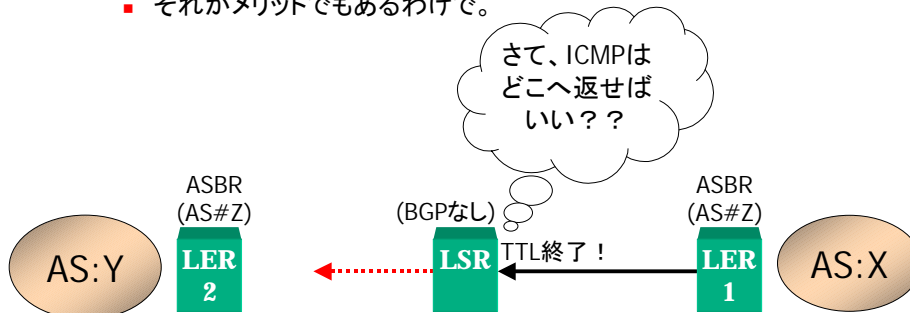 それがメリットでもあるわけで。
さて、ICMPは
どこへ返せば
いい？？
ASBR
(AS#Z)
(BGPなし)
ASBR
(AS#Z)
AS:Y
LER
2
LSR
TTL終了！
LER
1
AS:X